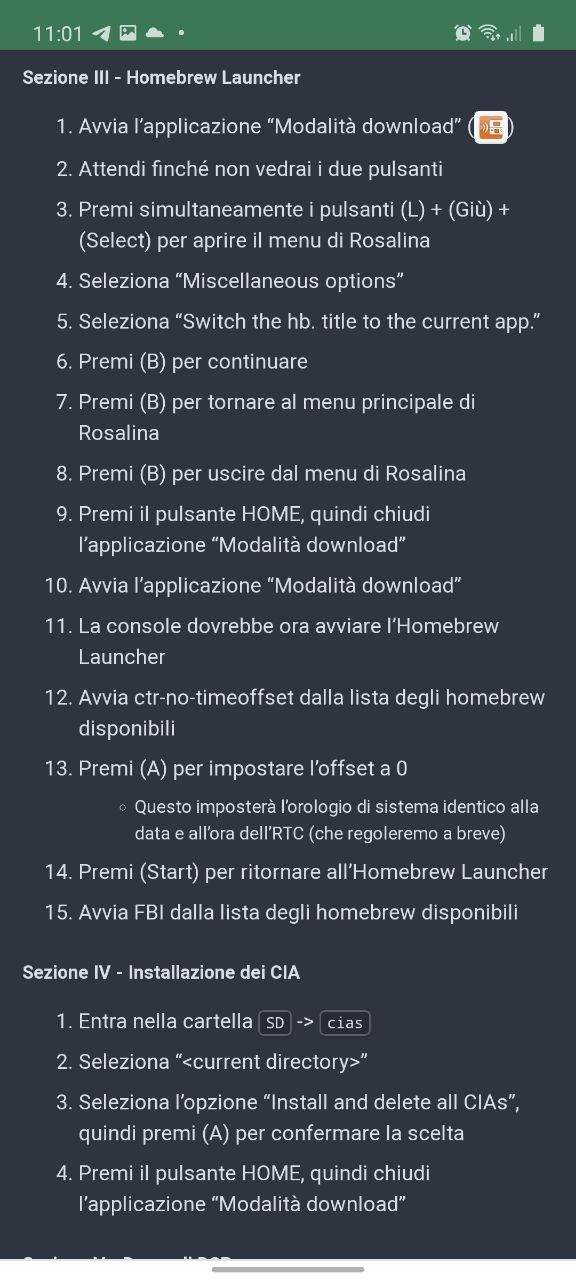 11:01
Sezione III - Homebrew Launcher
1. Avvia l'applicazione “Modalità download” ( )
2. Attendi finché non vedrai i due pulsanti
3. Premi simultaneamente i pulsanti (L) + (Giù) +
(Select) per aprire il menu di Rosalina
4. Seleziona “Miscellaneous options”
5. Seleziona “Switch the hb. title to the current app.”
6. Premi (B) per continuare
7. Premi (B) per tornare al menu principale di
Rosalina
8. Premi (B) per uscire dal menu di Rosalina
9. Premi il pulsante HOME, quindi chiudi
l'applicazione “Modalità download”
10. Avvia l'applicazione “Modalità download”
11. La console dovrebbe ora avviare l'Homebrew
Launcher
12. Avvia ctr-no-timeoffset dalla lista degli homebrew
disponibili
13. Premi (A) per impostare l'offset a 0
◦ Questo imposterà l'orologio di sistema identico alla
data e all'ora dell'RTC (che regoleremo a breve)
14. Premi (Start) per ritornare all'Homebrew Launcher
15. Avvia FBI dalla lista degli homebrew disponibili
Sezione IV - Installazione dei CIA
1. Entra nella cartella SD -> cias
2. Seleziona “<current directory>”
3. Seleziona l'opzione “Install and delete all CIAs”,
quindi premi (A) per confermare la scelta
4. Premi il pulsante HOME, quindi chiudi
l'applicazione “Modalità download”